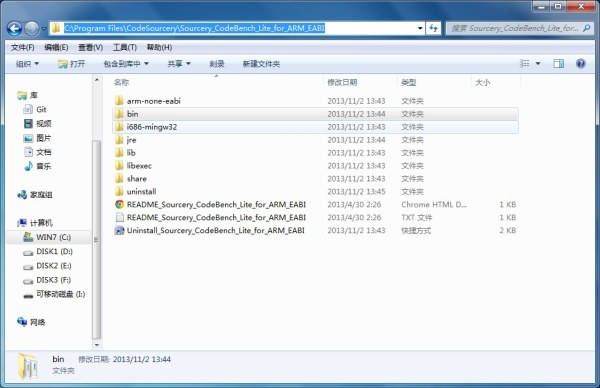 C:\Program Files\CodeSourcery\Sourcery_CodeBench_Lite_for_ARM_EABI
搜索 Sourcery_CodeBench_Lite_for_...
文件(F) 编辑(E) 查看(V) 工具(T) 帮助(H)
组织 打开 包含到库中 共享 刻录 新建文件夹
名称 修改日期 类型 大小
库
Git
视频
图片
文档
音乐
家庭组
计算机
WIN7 (C:)
DISK1 (D:)
DISK2 (E:)
DISK3 (F:)
可移动磁盘 (I:)
网络
arm-none-eabi 2013/11/2 13:43 文件夹
bin 2013/11/2 13:44 文件夹
i686-mingw32 2013/11/2 13:43 文件夹
jre 2013/11/2 13:44 文件夹
lib 2013/11/2 13:43 文件夹
libexec 2013/11/2 13:43 文件夹
share 2013/11/2 13:43 文件夹
uninstall 2013/11/2 13:45 文件夹
README_Sourcery_CodeBench_Lite_for_ARM_EABI 2013/4/30 2:26 Chrome HTML D... 1 KB
README_Sourcery_CodeBench_Lite_for_ARM_EABI 2013/4/30 2:26 TXT 文件 1 KB
Uninstall_Sourcery_CodeBench_Lite_for_ARM_EABI 2013/11/2 13:43 快捷方式 2 KB
bin 修改日期: 2013/11/2 13:44
文件夹